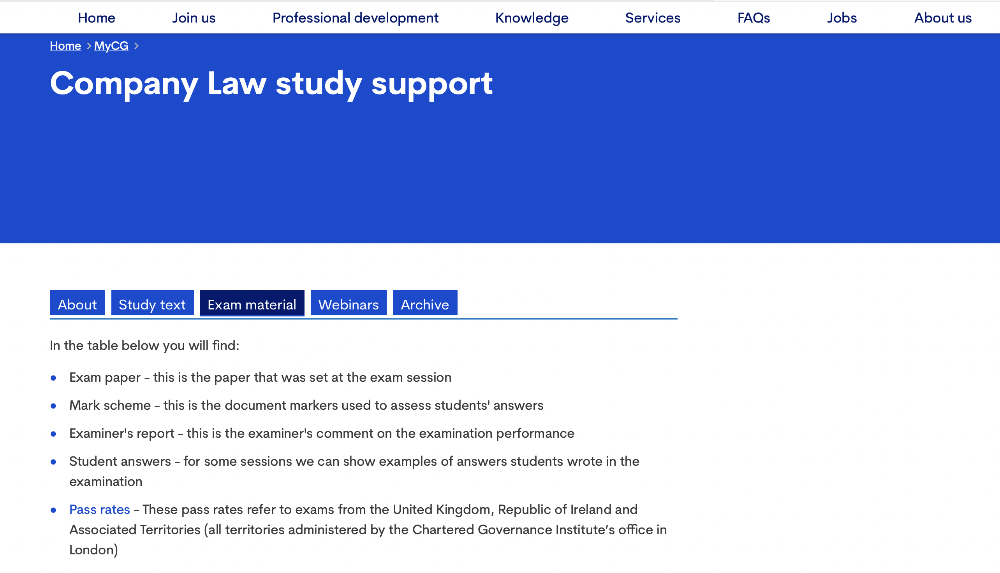 Home Join us Professional development Knowledge Services FAQs Jobs About us
Home > MyCG >
Company Law study support
About Study text Exam material Webinars Archive
In the table below you will find:
Exam paper - this is the paper that was set at the exam session
Mark scheme - this is the document markers used to assess students' answers
Examiner's report - this is the examiner's comment on the examination performance
Student answers - for some sessions we can show examples of answers students wrote in the
examination
Pass rates - These pass rates refer to exams from the United Kingdom, Republic of Ireland and
Associated Territories (all territories administered by the Chartered Governance Institute’s office in
London)